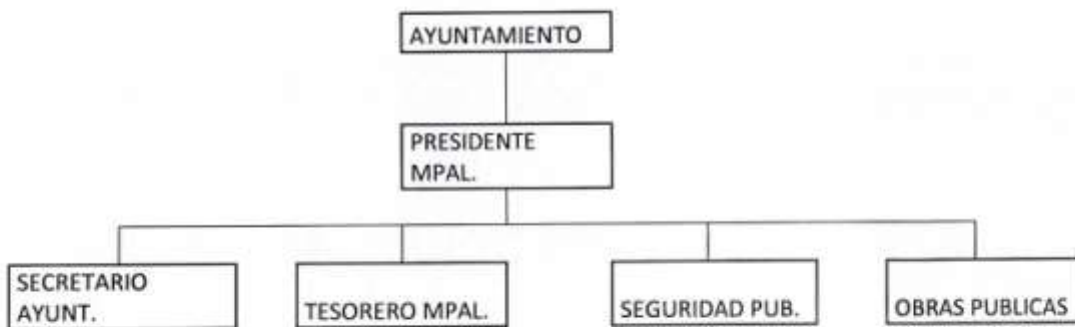 AYUNTAMIENTO
PRESIDENTE
MPAL.
SECRETARIO
AYUNT.
TESORERO MPAL.
SEGURIDAD PUB.
OBRAS PUBLICAS